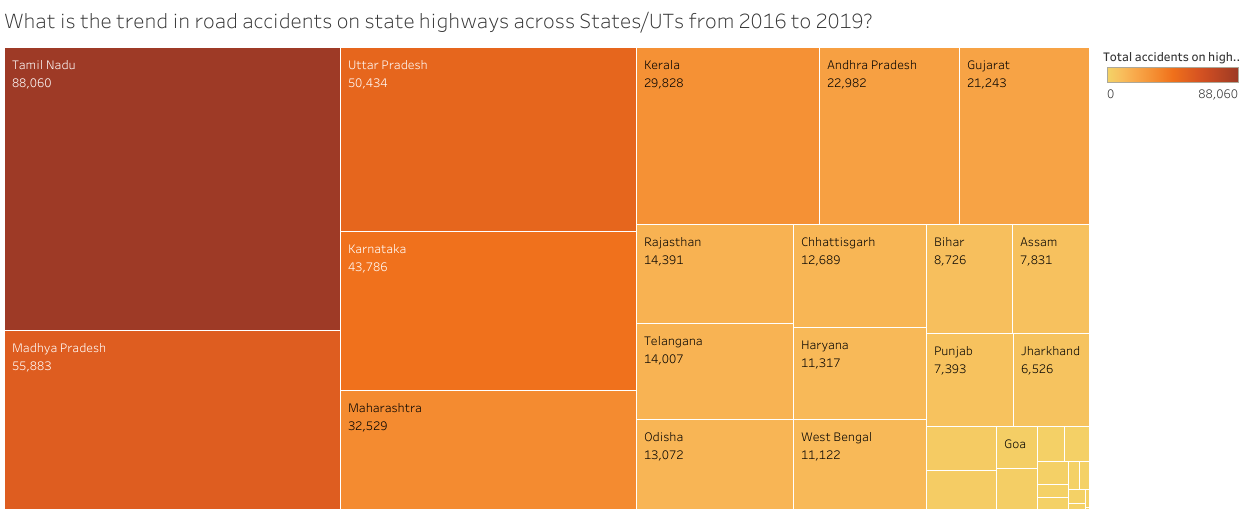 What is the trend in road accidents on state highways across States/UTs from 2016 to 2019?
Tamil Nadu
88,060
Madhya Pradesh
55,883
Uttar Pradesh
50,434
Karnataka
43,786
Maharashtra
32,529
Kerala
29,828
Andhra Pradesh
22,982
Gujarat
21,243
Rajasthan
14,391
Telangana
14,007
Odisha
13,072
Chhattisgarh
12,689
Haryana
11,317
West Bengal
11,122
Bihar
8,726
Assam
7,831
Punjab
7,393
Jharkhand
6,526
Goa
Total accidents on high..
0
88,060